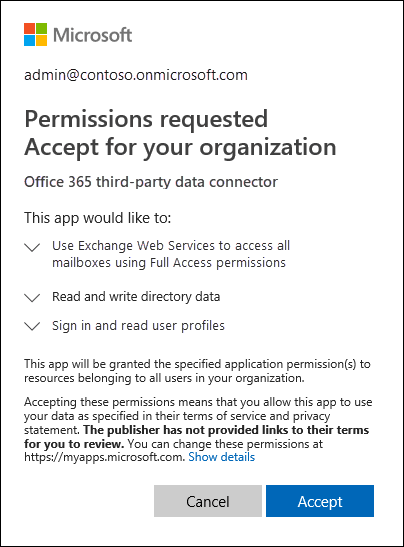 Microsoft
admin@contoso.onmicrosoft.com
Permissions requested
Accept for your organization
Office 365 third-party data connector
This app would like to:
Use Exchange Web Services to access all
mailboxes using Full Access permissions
Read and write directory data
Sign in and read user profiles
This app will be granted the specified application permission(s) to
resources belonging to all users in your organization.
Accepting these permissions means that you allow this app to use
your data as specified in their terms of service and privacy
statement. The publisher has not provided links to their terms
for you to review. You can change these permissions at
https://myapps.microsoft.com. Show details
Cancel
Accept